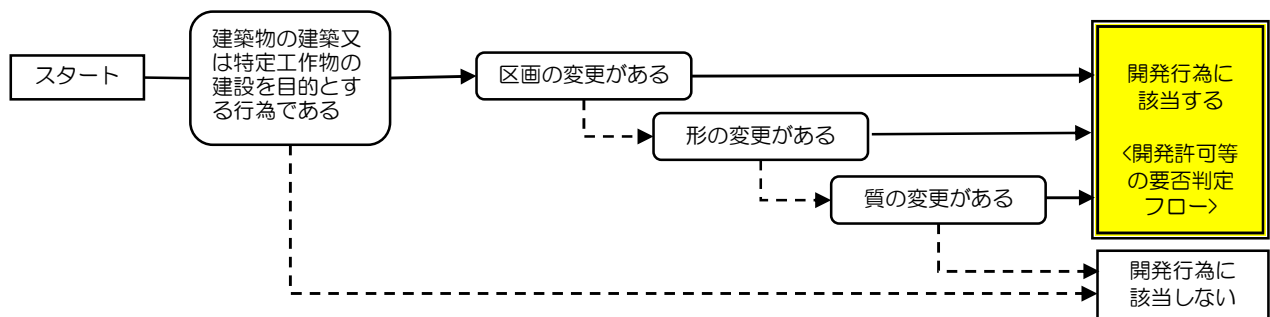 スタート
建築物の建築又
は特定工作物の
建設を目的とす
る行為である
区画の変更がある
形の変更がある
質の変更がある
開発行為に
該当する
<開発許可等
の要否判定
フロー>
開発行為に
該当しない